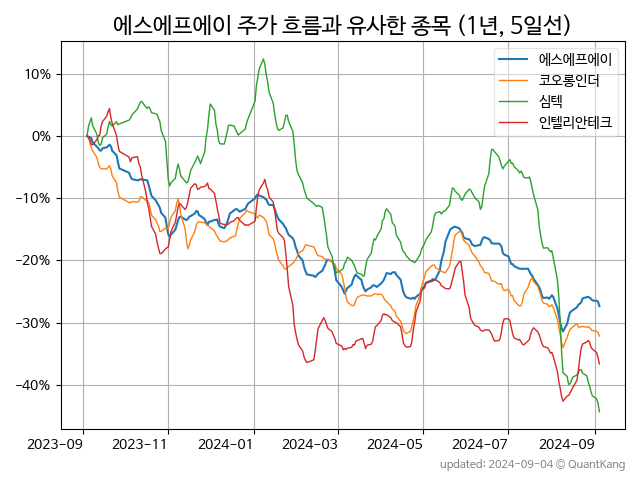 에스에프에이 주가 흐름과 유사한 종목 (1년, 5일선)
에스에프에이
코오롱인더
심텍
인텔리안테크
10%
0%
−10%
−20%
−30%
−40%
2023-09 2023-11 2024-01 2024-03 2024-05 2024-07 2024-09
updated: 2024-09-04 © QuantKang